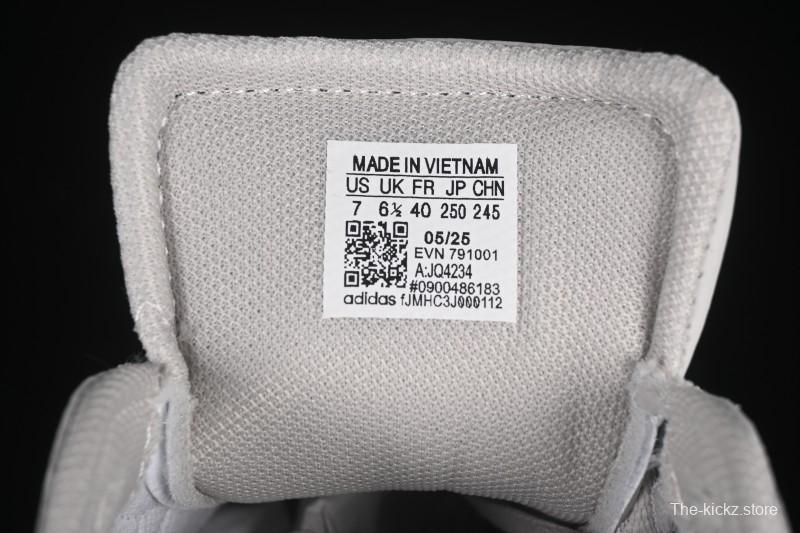 MADE IN VIETNAM
US UK FR JP CHN
7 6½ 40 250 245
05/25
EVN 791001
A:JQ4234
#0900486183
adidas fJMHC3J000112
The-kickz.store